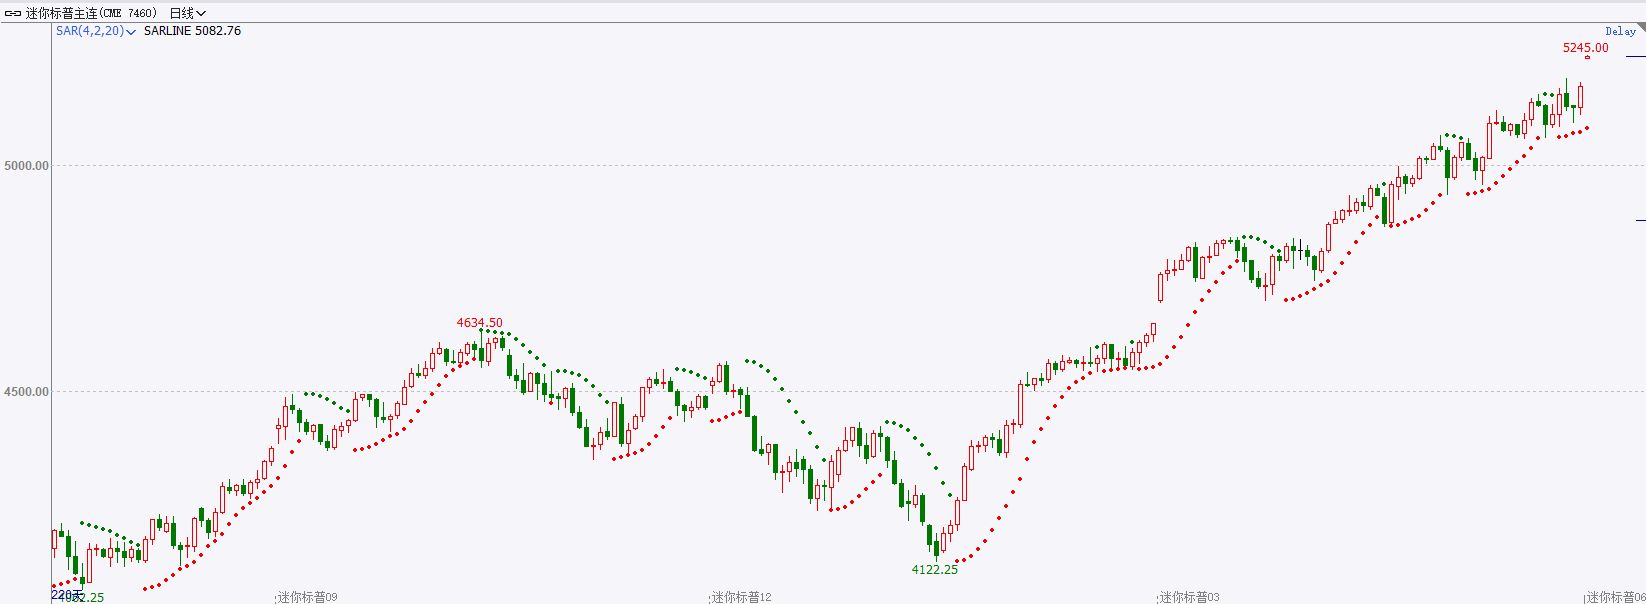 迷你标普主连(CME 7460) 日线
SAR(4,2,20) SARLINE 5082.76
Delay
5245.00
5000.00
4634.50
4500.00
4122.25
220天
迷你标普09
迷你标普12
迷你标普03
迷你标普06